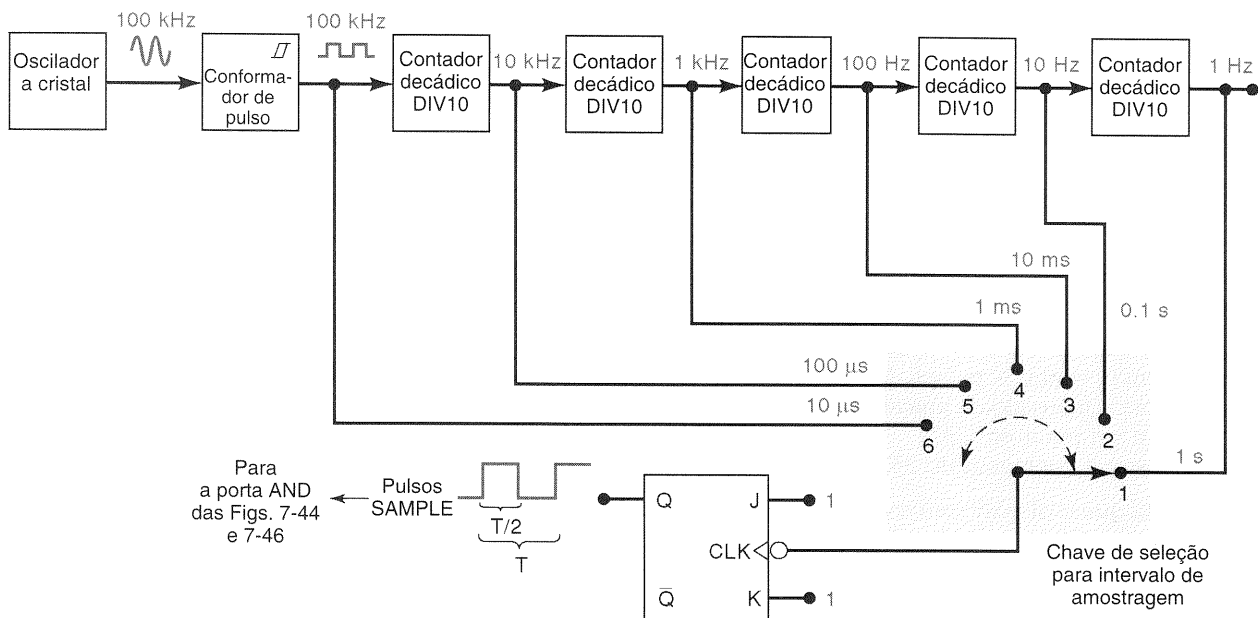 100 kHz
100 kHz
Oscilador
a cristal
Conforma-
dor de
pulso
Contador
decádico
DIV10
10 kHz
Contador
decádico
DIV10
1 kHz
Contador
decádico
DIV10
100 Hz
Contador
decádico
DIV10
10 Hz
Contador
decádico
DIV10
1 Hz
10 ms
1 ms
0.1 s
100 μs
10 μs
4
5
3
6
2
1 s
1
Para
a porta AND
das Figs. 7-44
e 7-46
Pulsos
SAMPLE
T/2
T
Q
J
1
CLK
Q̅
K
1
Chave de seleção
para intervalo de
amostragem